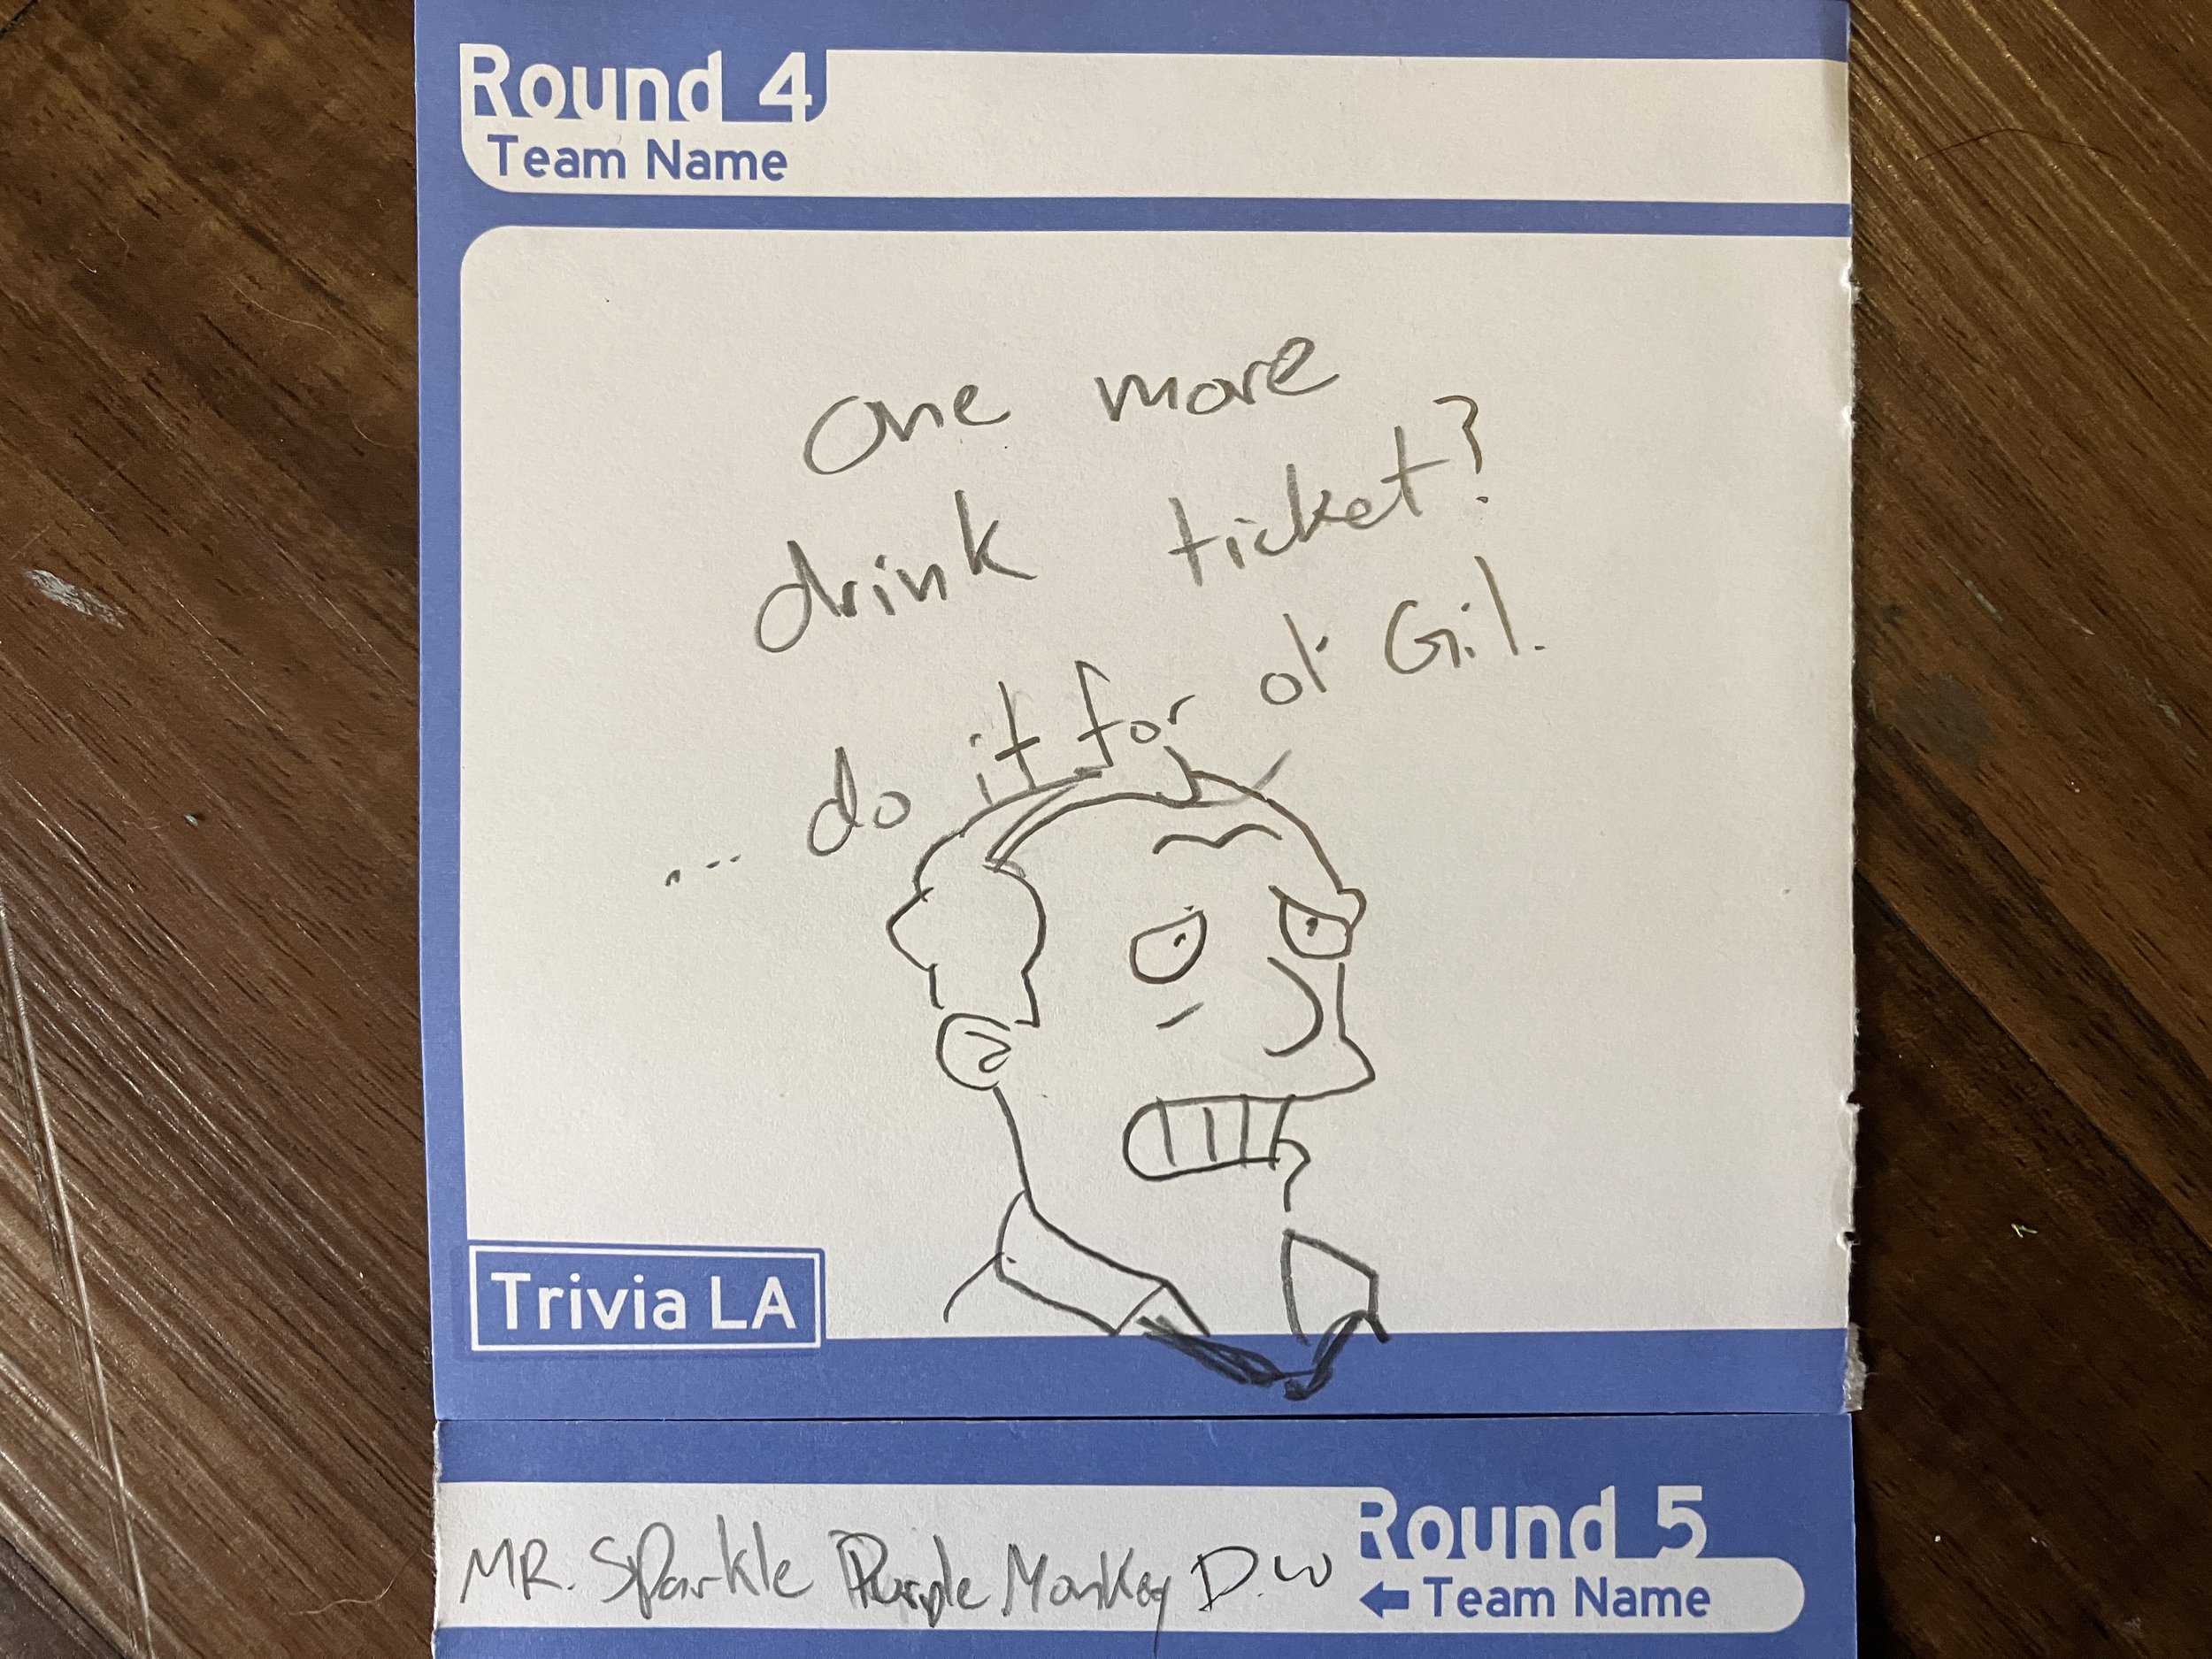 Round 4
Team Name
One more
drink ticket?
... do it for ol' Gil.
Trivia LA
MR. Sparkle Purple Monkey D.W
Round 5
← Team Name